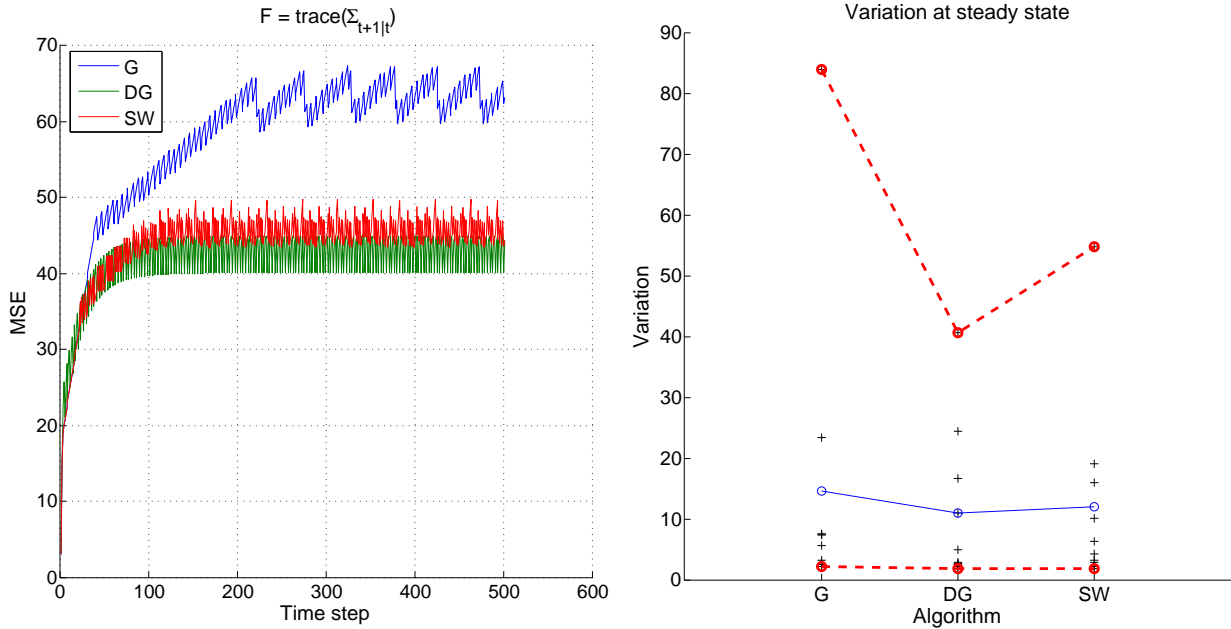 F = trace(Σ_{t+1|t})
70
60
50
40
30
20
10
0
MSE
G
DG
SW
0 100 200 300 400 500 600
Time step
Variation at steady state
90
80
70
60
50
40
30
20
10
0
Variation
G DG SW
Algorithm